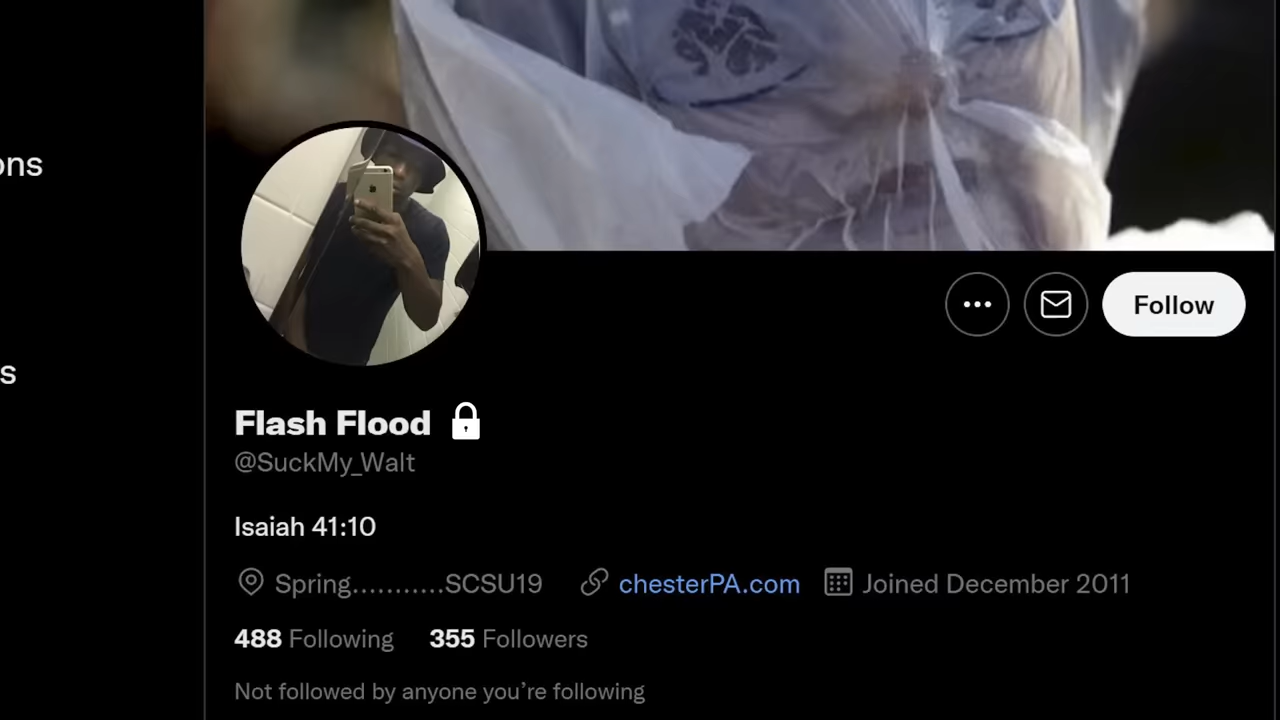 ons
s
Follow
Flash Flood
@SuckMy_Walt
Isaiah 41:10
Spring...........SCSU19 chesterPA.com Joined December 2011
488 Following 355 Followers
Not followed by anyone you're following